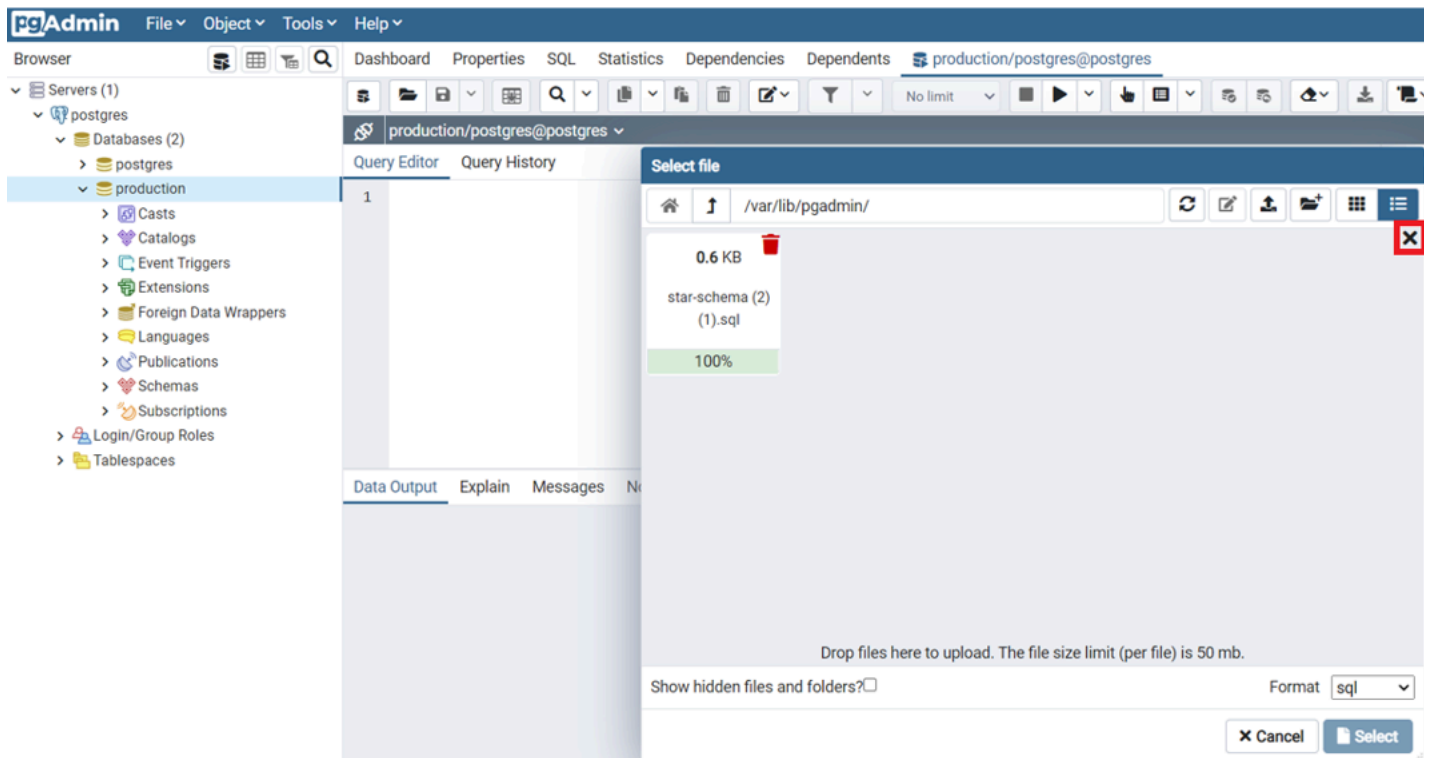 pgAdmin File Object Tools Help
Browser
Dashboard Properties SQL Statistics Dependencies Dependents production/postgres@postgres
Servers (1)
postgres
Databases (2)
postgres
production
Casts
Catalogs
Event Triggers
Extensions
Foreign Data Wrappers
Languages
Publications
Schemas
Subscriptions
Login/Group Roles
Tablespaces
No limit
production/postgres@postgres
Query Editor Query History
1
Select file
/var/lib/pgadmin/
0.6 KB
star-schema (2)
(1).sql
100%
Drop files here to upload. The file size limit (per file) is 50 mb.
Show hidden files and folders?
Format sql
Cancel Select
Data Output Explain Messages